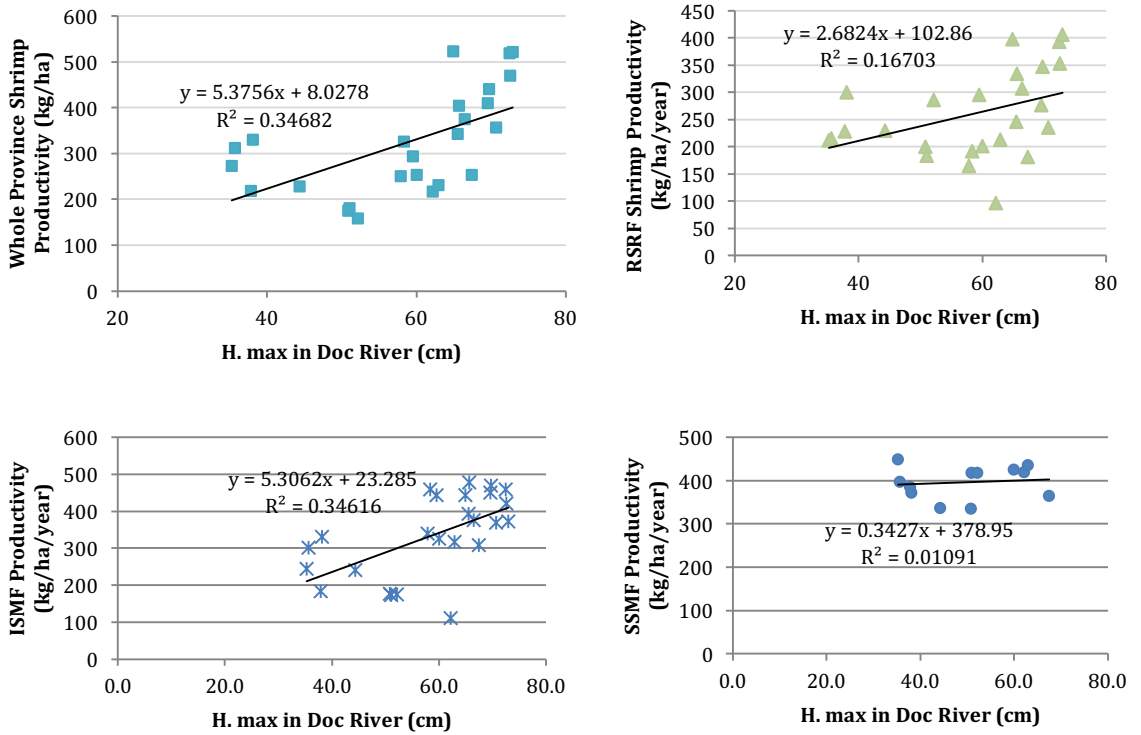 Whole Province Shrimp
Productivity (kg/ha)
600
500
400
300
200
100
0
y = 5.3756x + 8.0278
R² = 0.34682
20 40 60 80
H. max in Doc River (cm)
RSRF Shrimp Productivity
(kg/ha/year)
450
400
350
300
250
200
150
100
50
0
y = 2.6824x + 102.86
R² = 0.16703
20 40 60 80
H. max in Doc River (cm)
ISMF Productivity
(kg/ha/year)
600
500
400
300
200
100
0
y = 5.3062x + 23.285
R² = 0.34616
0.0 20.0 40.0 60.0 80.0
H. max in Doc River (cm)
SSMF Productivity
(kg/ha/year)
500
400
300
200
100
0
y = 0.3427x + 378.95
R² = 0.01091
0.0 20.0 40.0 60.0 80.0
H. max in Doc River (cm)